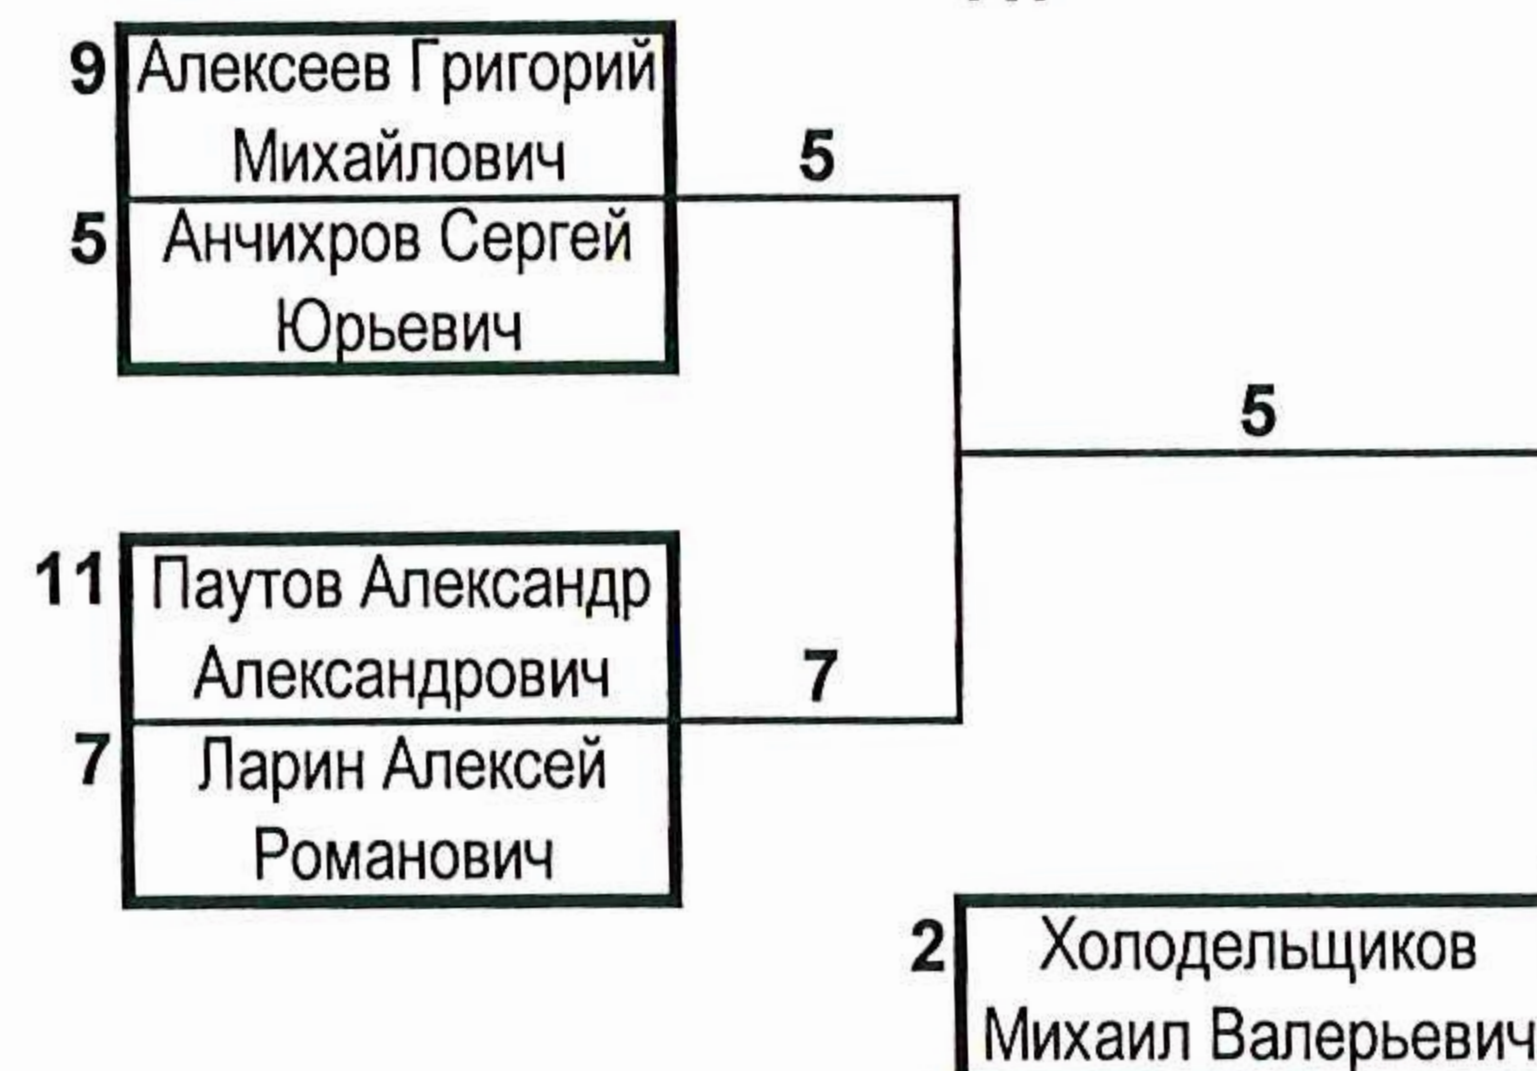 9 Алексеев Григорий
Михайлович
5
5 Анчихров Сергей
Юрьевич
5
11 Паутов Александр
Александрович
7
7 Ларин Алексей
Романович
2 Холодельщиков
Михаил Валерьевич